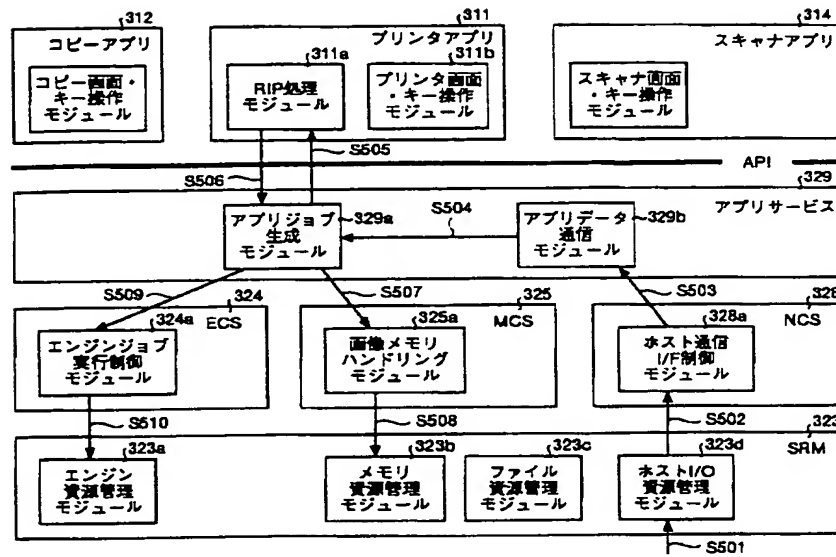 312
コピーアプリ
コピー画面・
キー操作
モジュール
311
プリンタアプリ
311a
RIP処理
モジュール
311b
プリンタ画面
・キー操作
モジュール
314
スキャナアプリ
スキャナ画面
・キー操作
モジュール
S506
S505
API
329
アプリサービス
アプリジョブ
生成
モジュール
329a
S504
アプリデータ
通信
モジュール
329b
S509
S507
S503
324
ECS
324a
エンジンジョブ
実行制御
モジュール
325
MCS
325a
画像メモリ
ハンドリング
モジュール
328
NCS
328a
ホスト通信
I/F制御
モジュール
S510
S508
S502
323
SRM
323a
エンジン
資源管理
モジュール
323b
メモリ
資源管理
モジュール
323c
ファイル
資源管理
モジュール
323d
ホストI/O
資源管理
モジュール
S501